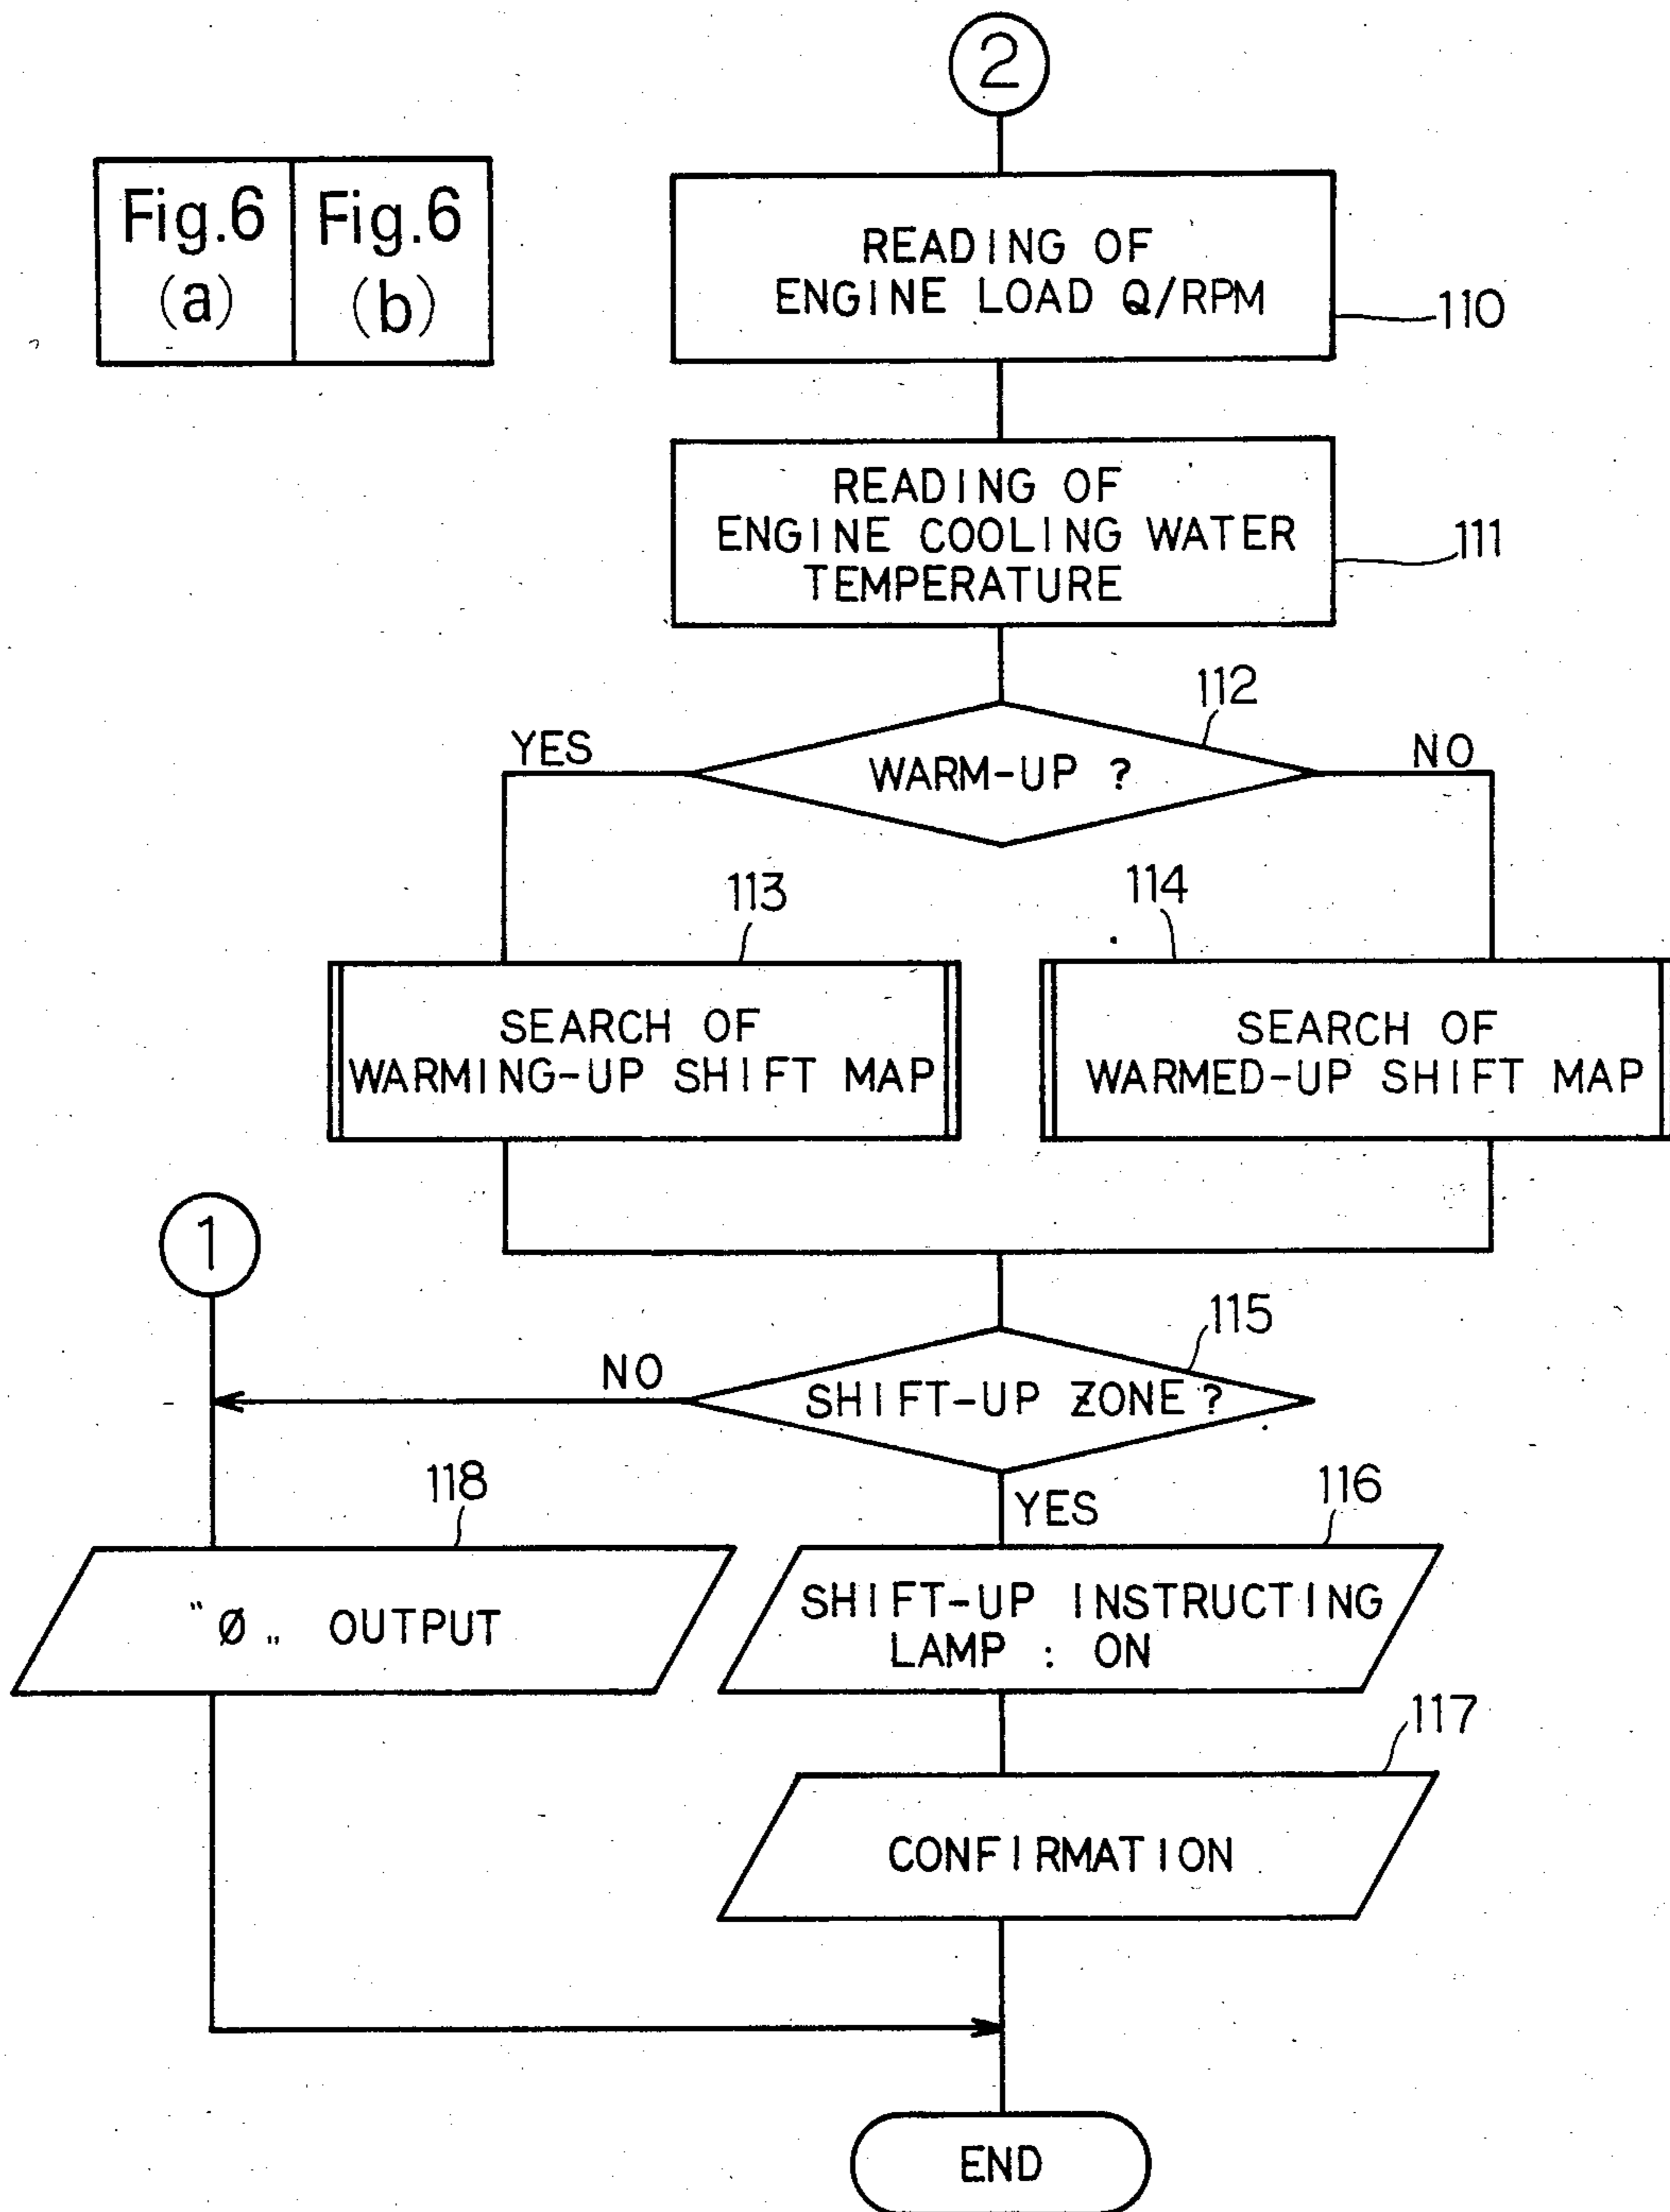 2
Fig.6 Fig.6
(a) (b)
READING OF
ENGINE LOAD Q/RPM
110
READING OF
ENGINE COOLING WATER
TEMPERATURE
111
112
YES
WARM-UP ?
NO
113
114
SEARCH OF
WARMING-UP SHIFT MAP
SEARCH OF
WARMED-UP SHIFT MAP
1
115
NO
SHIFT-UP ZONE ?
118
YES
116
"Ø„ OUTPUT
SHIFT-UP INSTRUCTING
LAMP : ON
117
CONFIRMATION
END